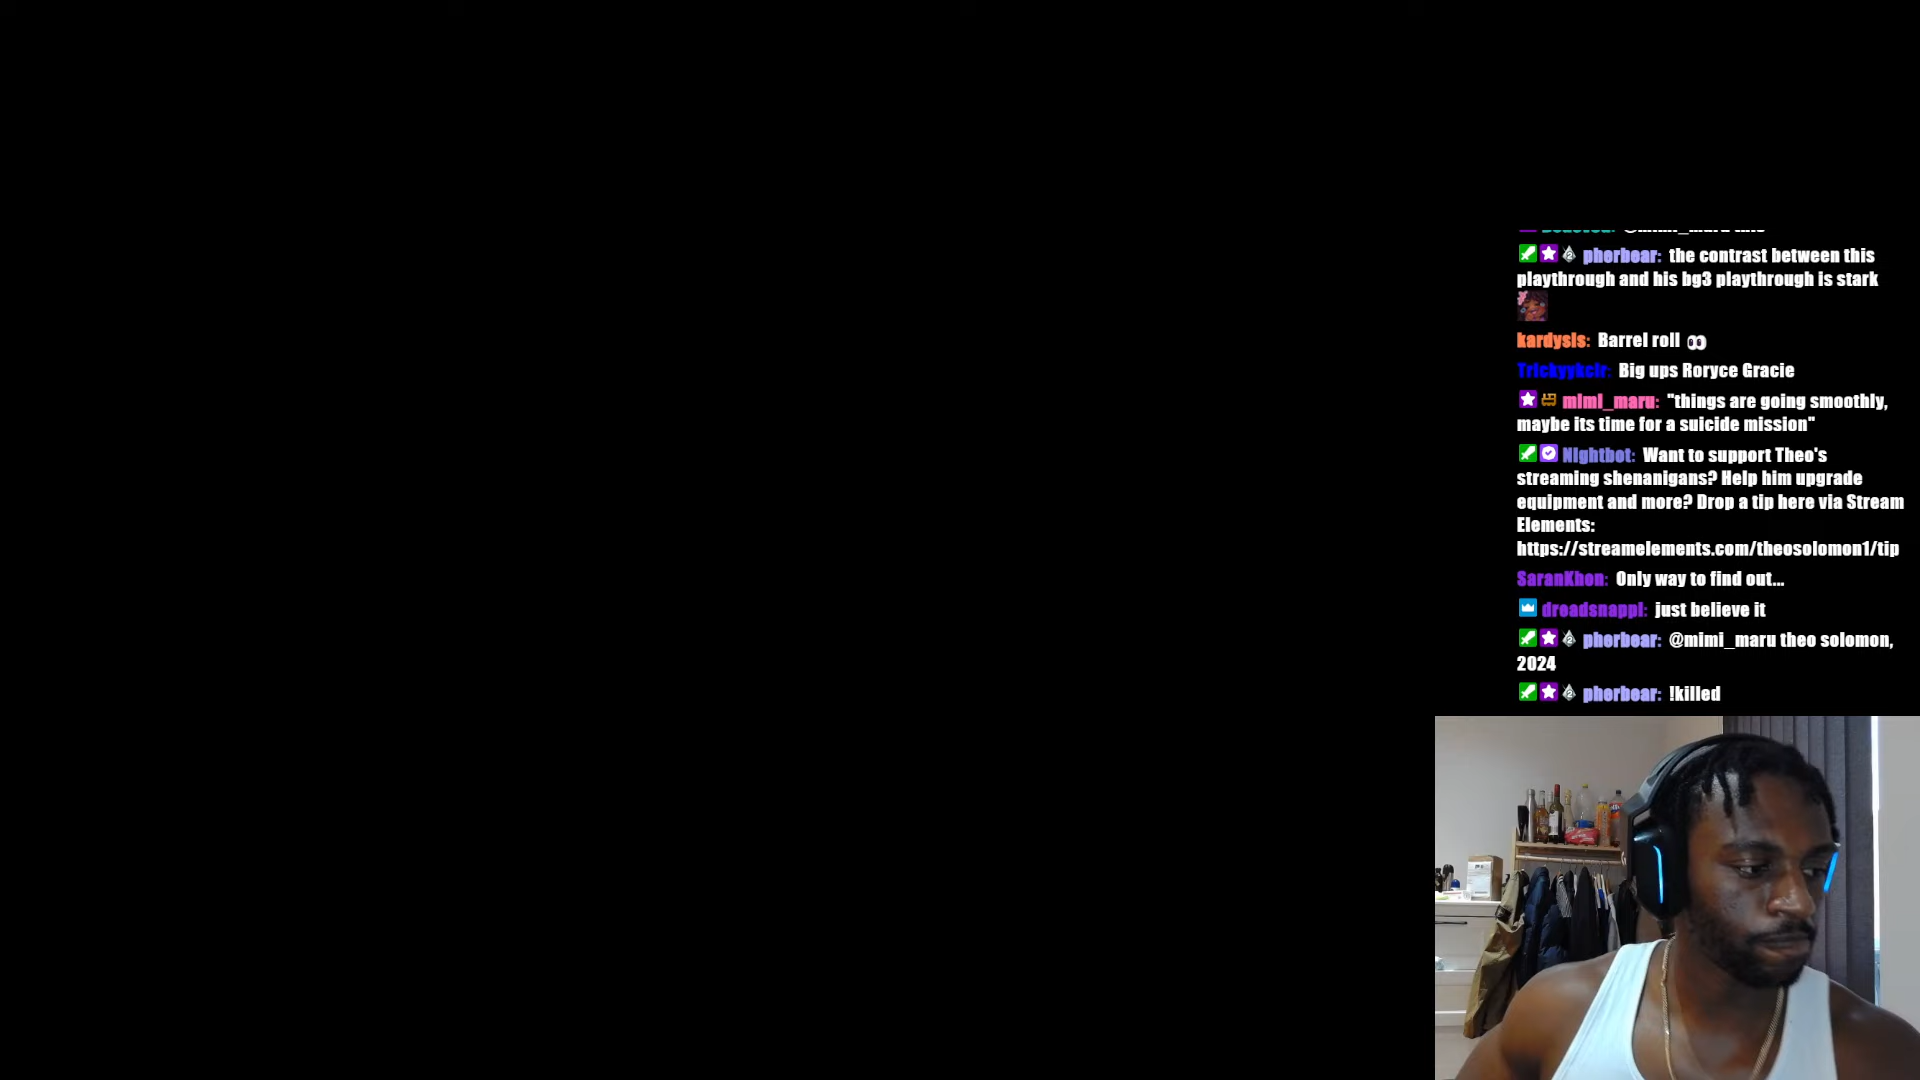 pherbear: the contrast between this
playthrough and his bg3 playthrough is stark
kardysis: Barrel roll
Trickyykclr: Big ups Roryce Gracie
mimi_maru: "things are going smoothly,
maybe its time for a suicide mission"
Nightbot: Want to support Theo's
streaming shenanigans? Help him upgrade
equipment and more? Drop a tip here via Stream
Elements:
https://streamelements.com/theosolomon1/tip
SaranKhon: Only way to find out...
dreadsnappl: just believe it
pherbear: @mimi_maru theo solomon,
2024
pherbear: !killed